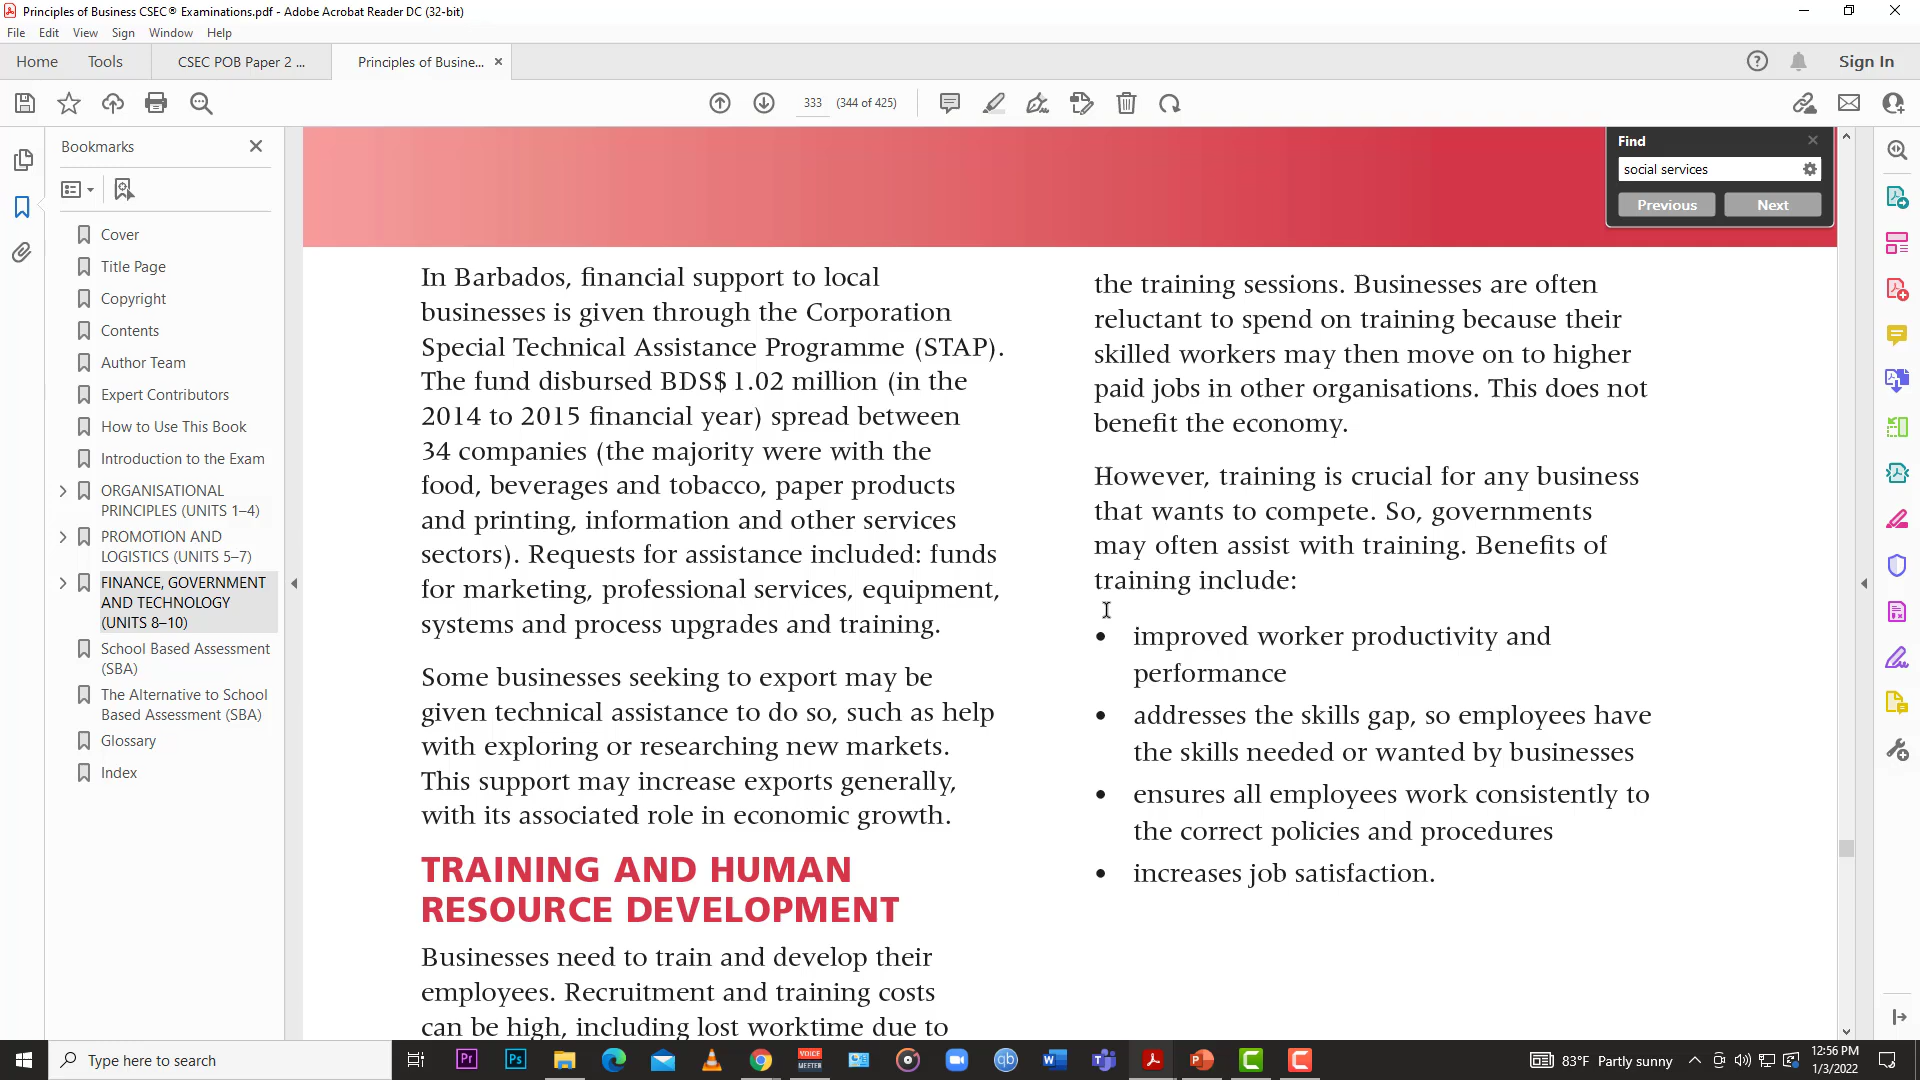 Principles of Business CSEC® Examinations.pdf - Adobe Acrobat Reader DC (32-bit)
File Edit View Sign Window Help
Home Tools CSEC POB Paper 2 ... Principles of Busine... Sign In
333 (344 of 425)
Bookmarks
Cover
Title Page
Copyright
Contents
Author Team
Expert Contributors
How to Use This Book
Introduction to the Exam
ORGANISATIONAL
PRINCIPLES (UNITS 1–4)
PROMOTION AND
LOGISTICS (UNITS 5–7)
FINANCE, GOVERNMENT
AND TECHNOLOGY
(UNITS 8–10)
School Based Assessment
(SBA)
The Alternative to School
Based Assessment (SBA)
Glossary
Index
Find
social services
Previous Next
In Barbados, financial support to local
businesses is given through the Corporation
Special Technical Assistance Programme (STAP).
The fund disbursed BDS$ 1.02 million (in the
2014 to 2015 financial year) spread between
34 companies (the majority were with the
food, beverages and tobacco, paper products
and printing, information and other services
sectors). Requests for assistance included: funds
for marketing, professional services, equipment,
systems and process upgrades and training.
Some businesses seeking to export may be
given technical assistance to do so, such as help
with exploring or researching new markets.
This support may increase exports generally,
with its associated role in economic growth.
TRAINING AND HUMAN
RESOURCE DEVELOPMENT
Businesses need to train and develop their
employees. Recruitment and training costs
can be high, including lost worktime due to
the training sessions. Businesses are often
reluctant to spend on training because their
skilled workers may then move on to higher
paid jobs in other organisations. This does not
benefit the economy.
However, training is crucial for any business
that wants to compete. So, governments
may often assist with training. Benefits of
training include:
• improved worker productivity and
performance
• addresses the skills gap, so employees have
the skills needed or wanted by businesses
• ensures all employees work consistently to
the correct policies and procedures
• increases job satisfaction.
Type here to search
Pr Ps VOICE MEETER qb
83°F Partly sunny
12:56 PM
1/3/2022